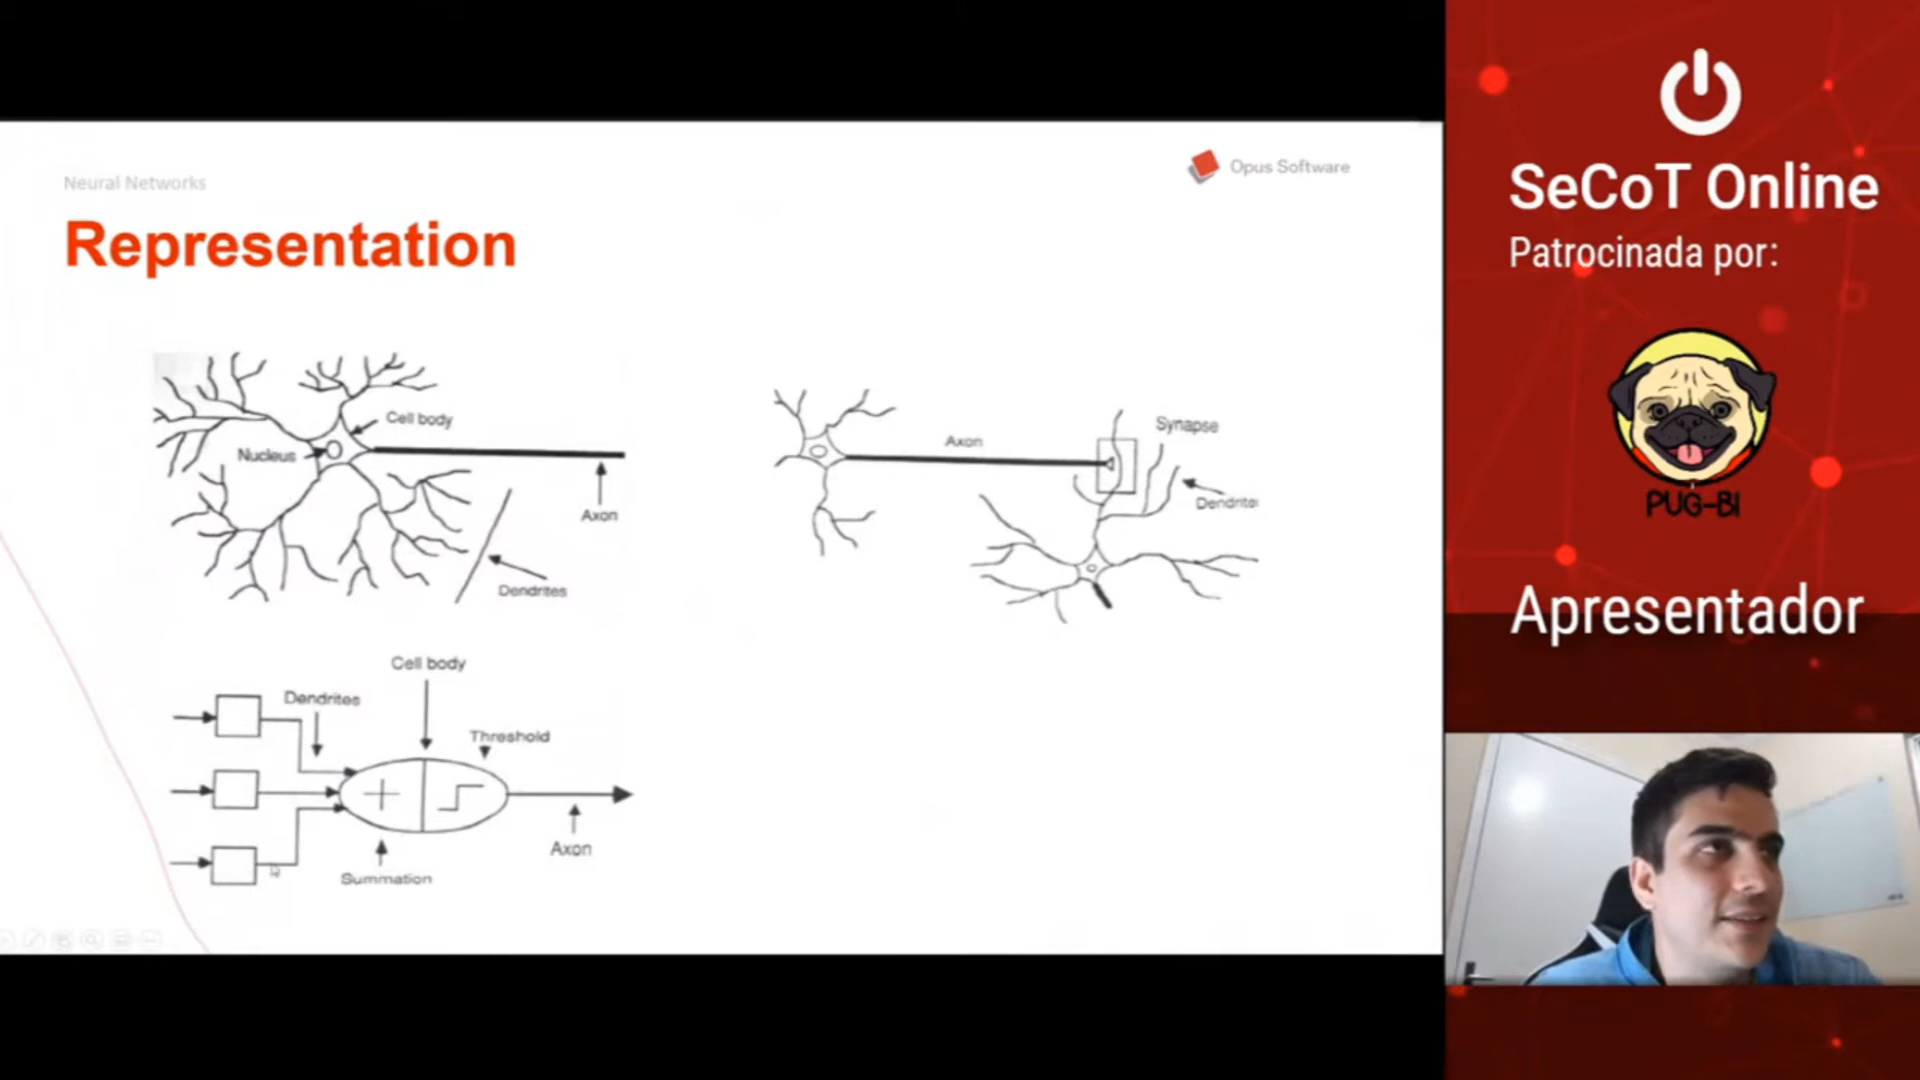 Neural Networks
Opus Software
Representation
Cell body
Nucleus
Axon
Dendrites
Axon
Synapse
Dendrite
Cell body
Dendrites
Threshold
Axon
Summation
SeCoT Online
Patrocinada por:
PUG-BI
Apresentador